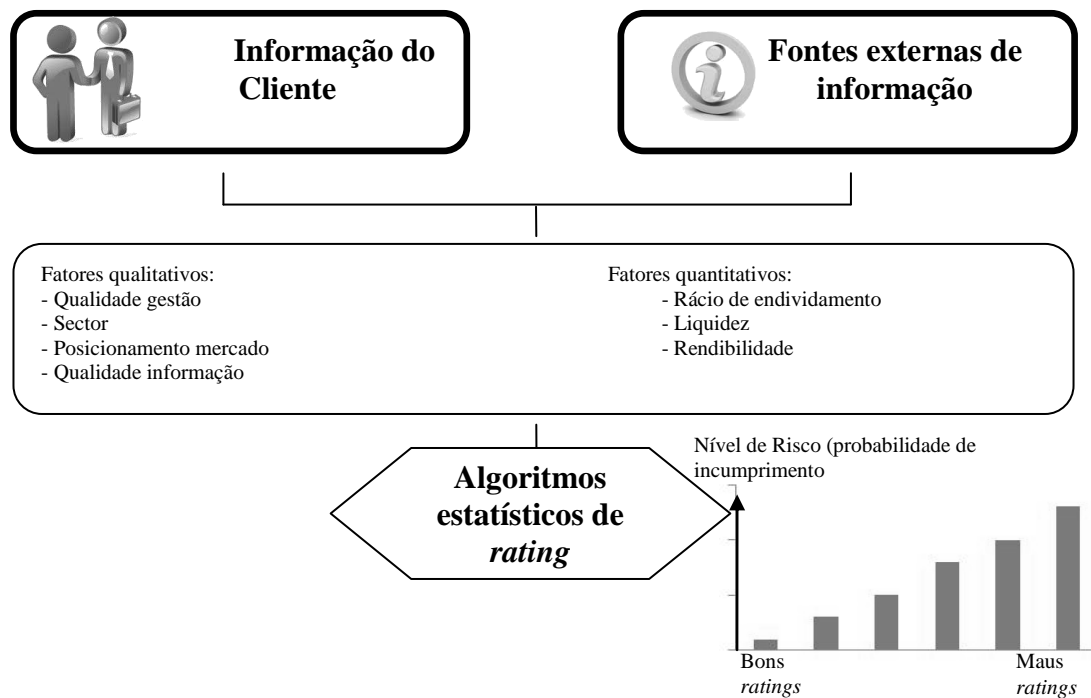 Informação do
Cliente
Fontes externas de
informação
Fatores qualitativos:
- Qualidade gestão
- Sector
- Posicionamento mercado
- Qualidade informação
Fatores quantitativos:
- Rácio de endividamento
- Liquidez
- Rendibilidade
Algoritmos
estatísticos de
rating
Nível de Risco (probabilidade de
incumprimento
Bons
ratings
Maus
ratings